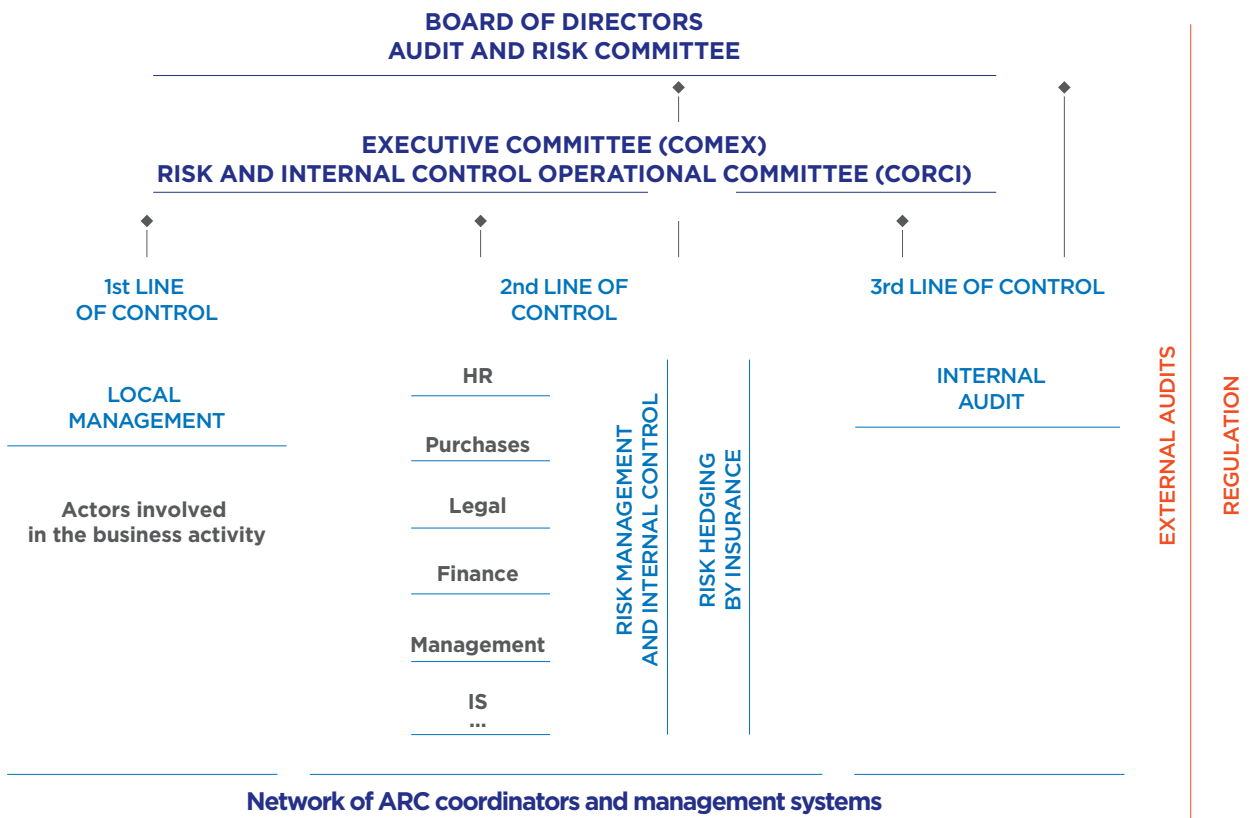 BOARD OF DIRECTORS
AUDIT AND RISK COMMITTEE
EXECUTIVE COMMITTEE (COMEX)
RISK AND INTERNAL CONTROL OPERATIONAL COMMITTEE (CORCI)
1st LINE
OF CONTROL
LOCAL
MANAGEMENT
Actors involved
in the business activity
2nd LINE OF
CONTROL
HR
Purchases
Legal
Finance
Management
IS
...
RISK MANAGEMENT
AND INTERNAL CONTROL
RISK HEDGING
BY INSURANCE
3rd LINE OF CONTROL
INTERNAL
AUDIT
EXTERNAL AUDITS
REGULATION
Network of ARC coordinators and management systems